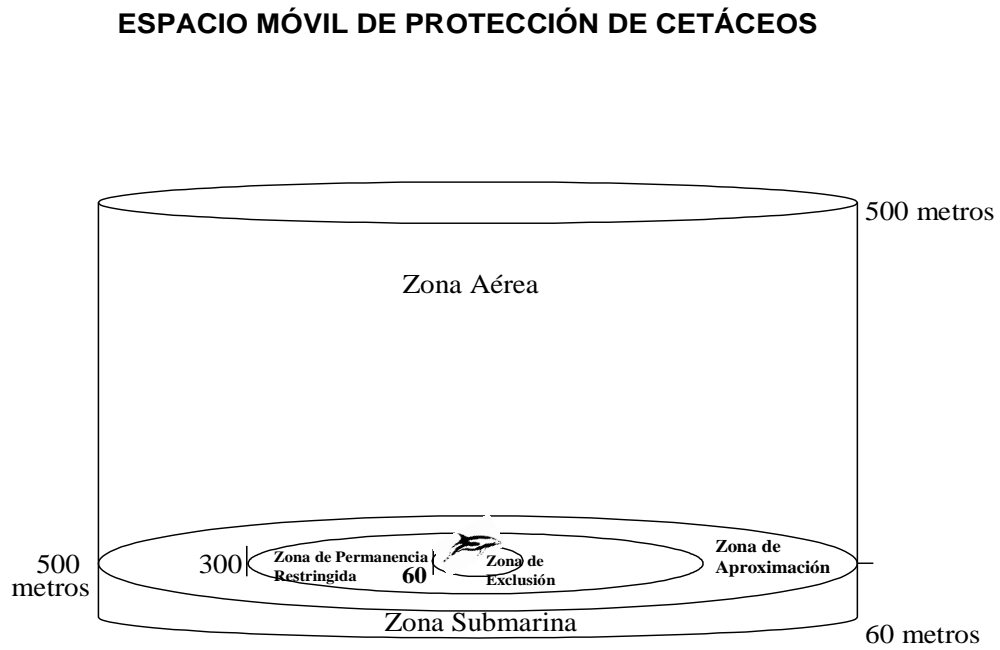 ESPACIO MÓVIL DE PROTECCIÓN DE CETÁCEOS
500 metros
Zona Aérea
500
metros
300
Zona de Permanencia
Restringida
60
Zona de
Exclusión
Zona de
Aproximación
Zona Submarina
60 metros